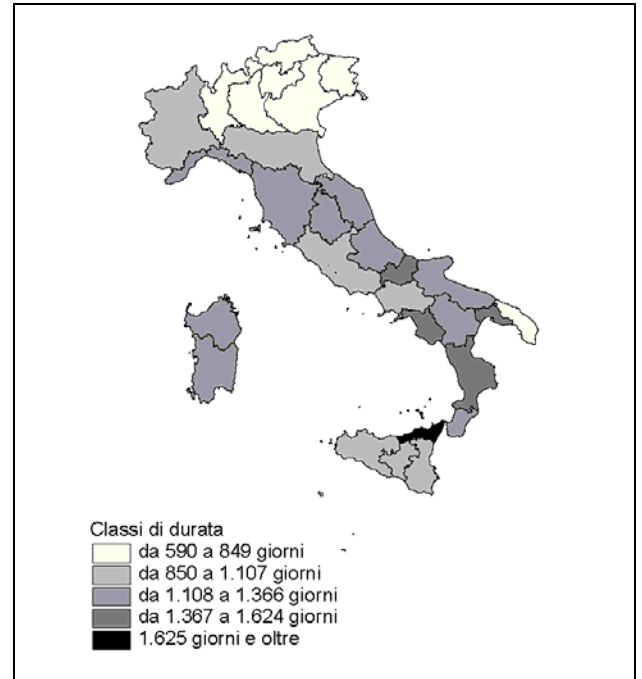 Classi di durata
da 590 a 849 giorni
da 850 a 1.107 giorni
da 1.108 a 1.366 giorni
da 1.367 a 1.624 giorni
1.625 giorni e oltre